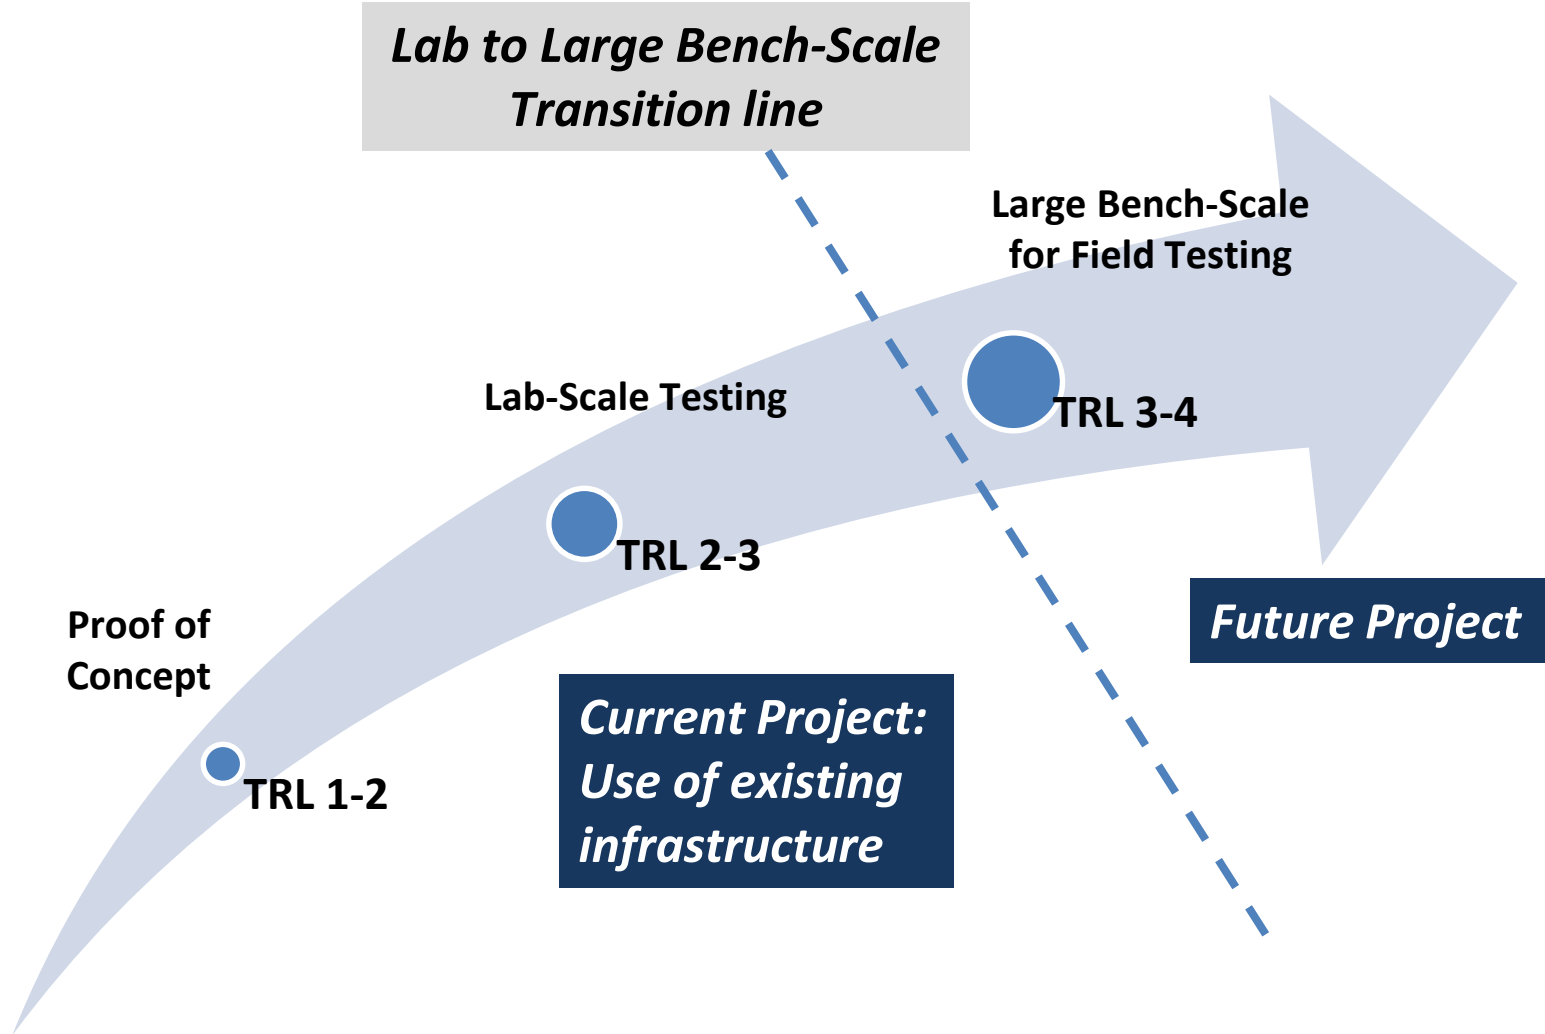 Lab to Large Bench-Scale
Transition line
Large Bench-Scale
for Field Testing
TRL 3-4
Lab-Scale Testing
TRL 2-3
Proof of
Concept
TRL 1-2
Current Project:
Use of existing
infrastructure
Future Project